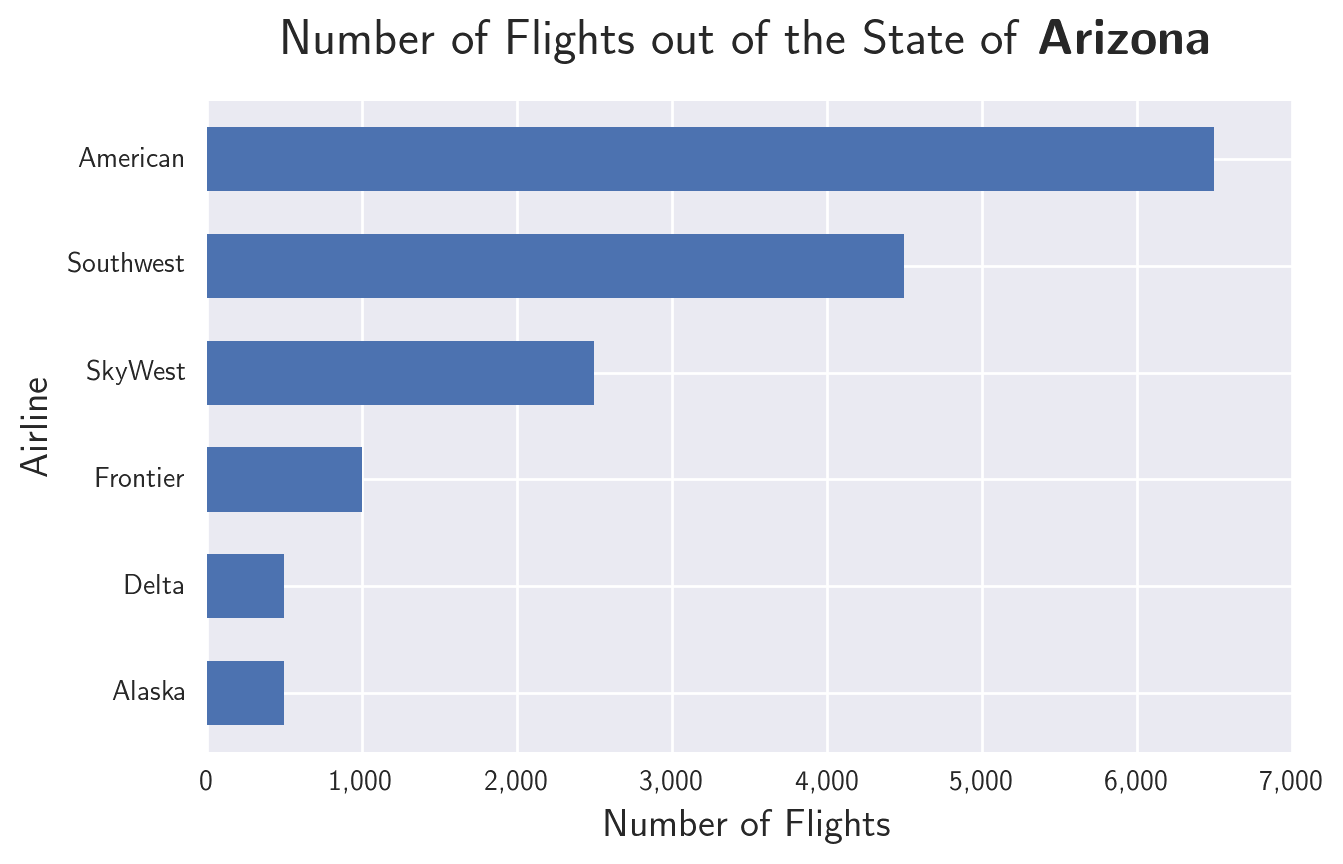 Number of Flights out of the State of Arizona
American
Southwest
SkyWest
Frontier
Delta
Alaska
Airline
0 1,000 2,000 3,000 4,000 5,000 6,000 7,000
Number of Flights